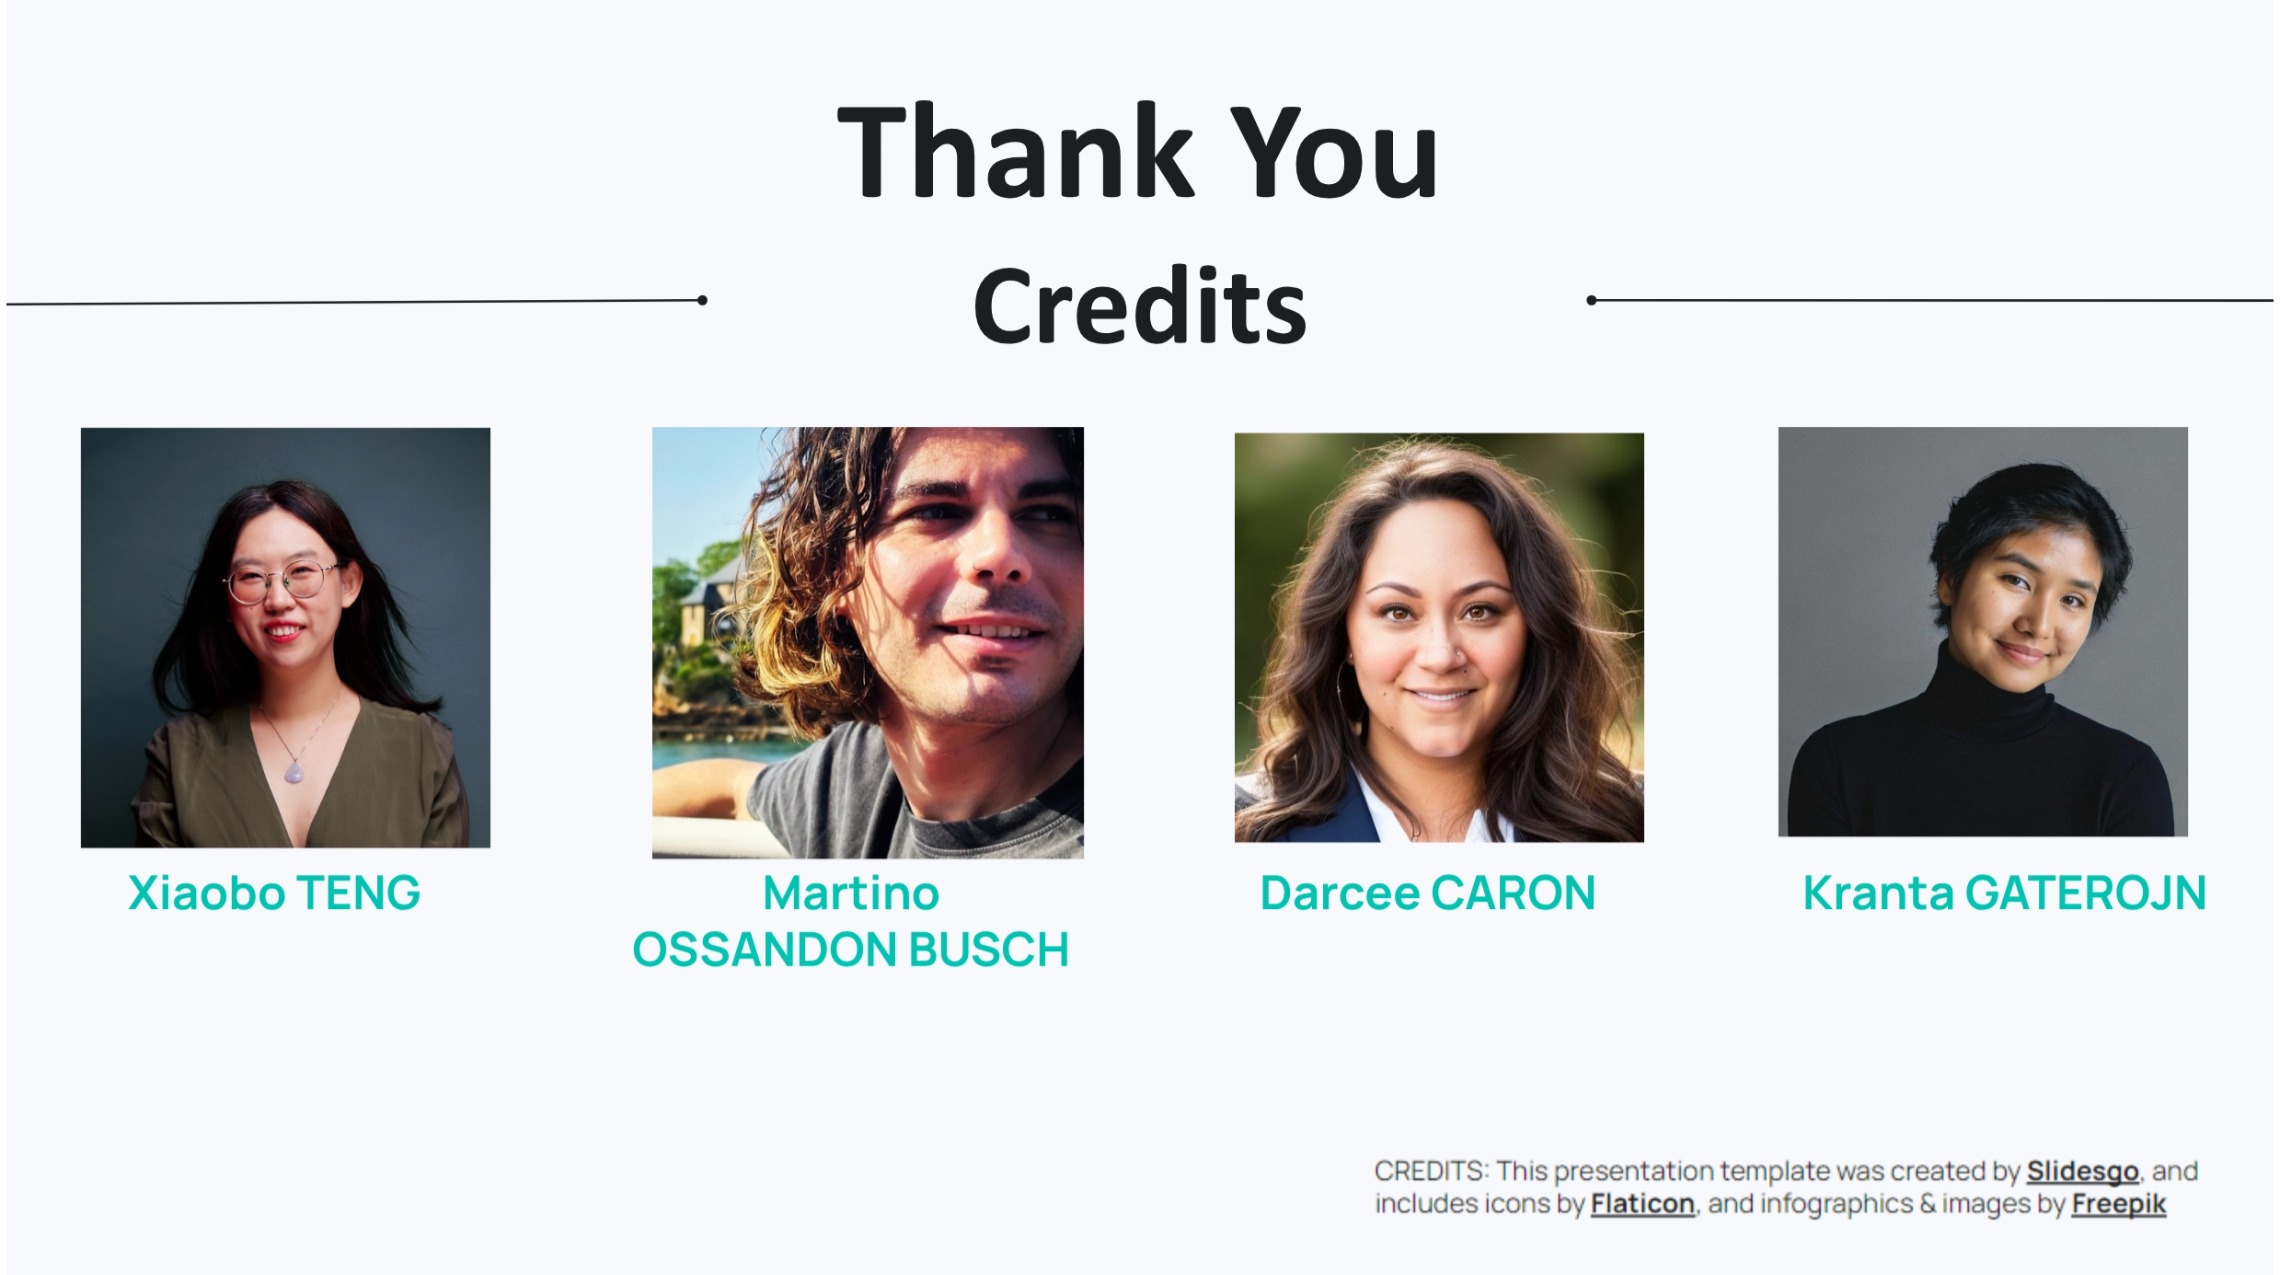 Thank You
Credits
Xiaobo TENG
Martino
OSSANDON BUSCH
Darcee CARON
Kranta GATEROJN
CREDITS: This presentation template was created by Slidesgo, and
includes icons by Flaticon, and infographics & images by Freepik